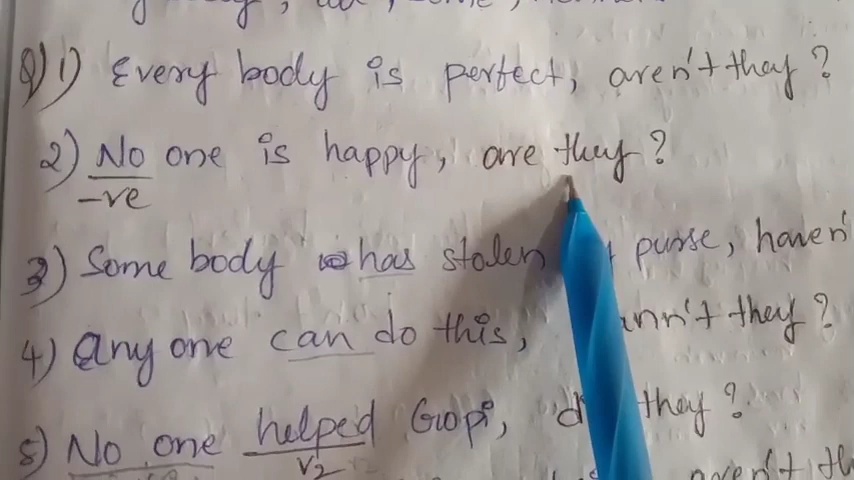 Q) 1) Every body is perfect, aren't they?
2) No one is happy, are they?
-ve
3) Some body has stolen purse, haven'
4) Any one can do this, they?
5) No one helped Gopi, they?
V2
aren't